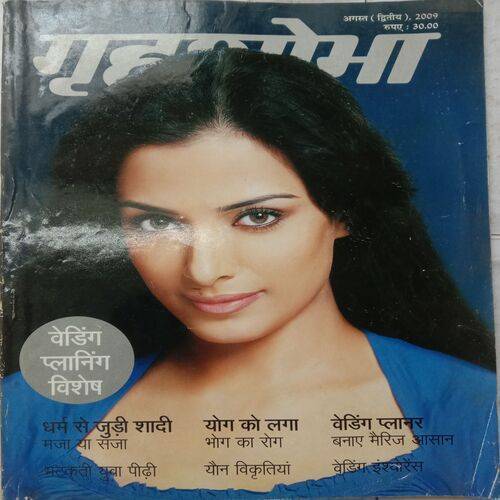 अगस्त ( द्वितीय ), 2009
रुपए : 30.00
गृहशोभा
वेडिंग
प्लानिंग
विशेष
धर्म से जुड़ी शादी
मजा या सजा
भटकती युवा पीढ़ी
योग को लगा
भोग का रोग
यौन विकृतियां
वेडिंग प्लानर
बनाए मैरिज आसान
वेडिंग इंश्योरेंस